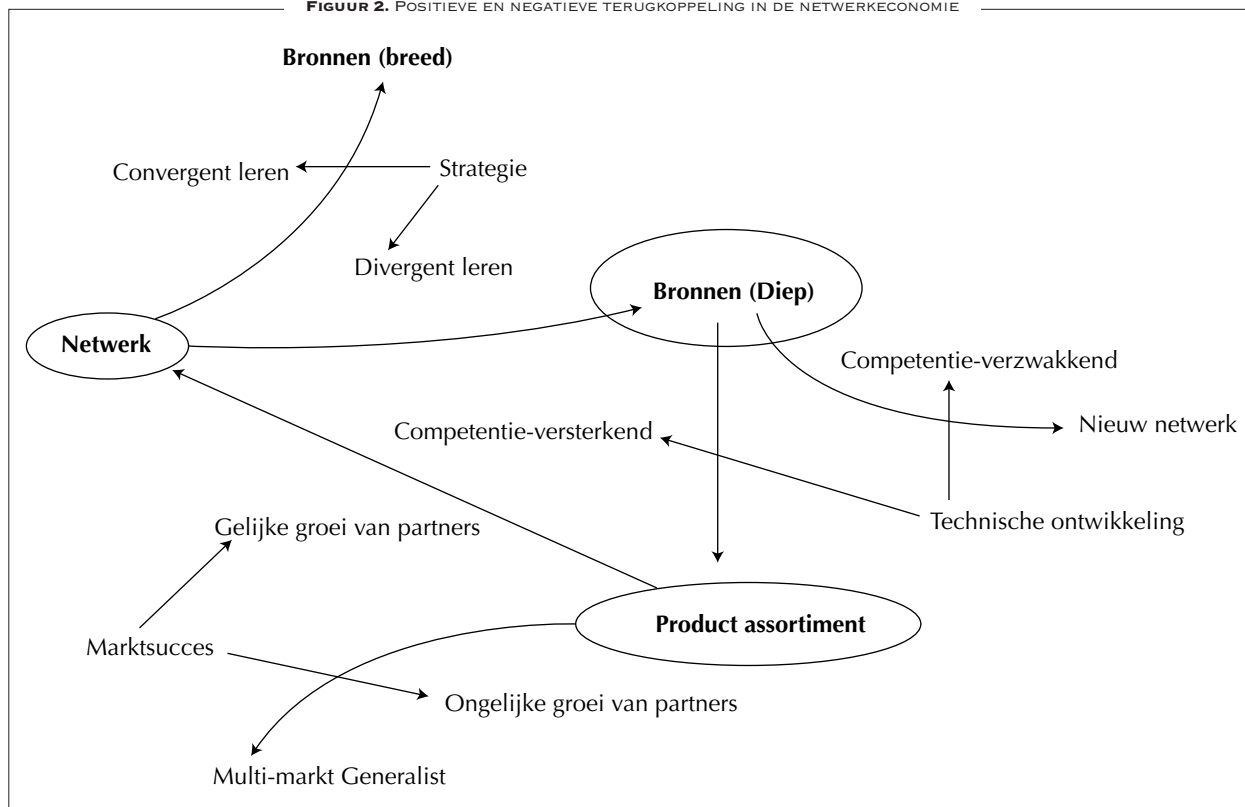 FIGUUR 2. POSITIEVE EN NEGATIEVE TERUGKOPPELING IN DE NETWERKECONOMIE
Bronnen (breed)
Convergent leren
Strategie
Divergent leren
Bronnen (Diep)
Netwerk
Competentie-verzwakkend
Competentie-versterkend
Nieuw netwerk
Gelijke groei van partners
Technische ontwikkeling
Marktsucces
Product assortiment
Ongelijke groei van partners
Multi-markt Generalist